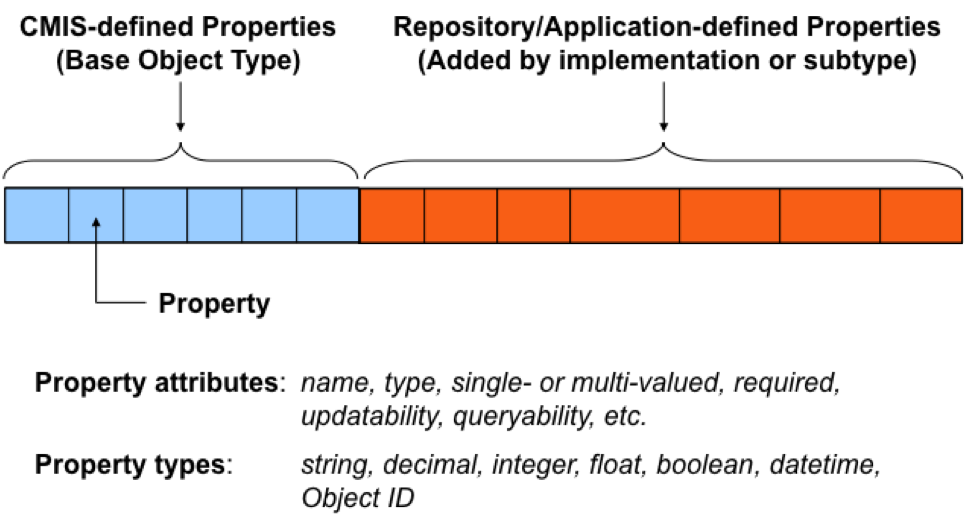 CMIS-defined Properties
(Base Object Type)
Repository/Application-defined Properties
(Added by implementation or subtype)
Property
Property attributes: name, type, single- or multi-valued, required,
updatability, queryability, etc.
Property types: string, decimal, integer, float, boolean, datetime,
Object ID